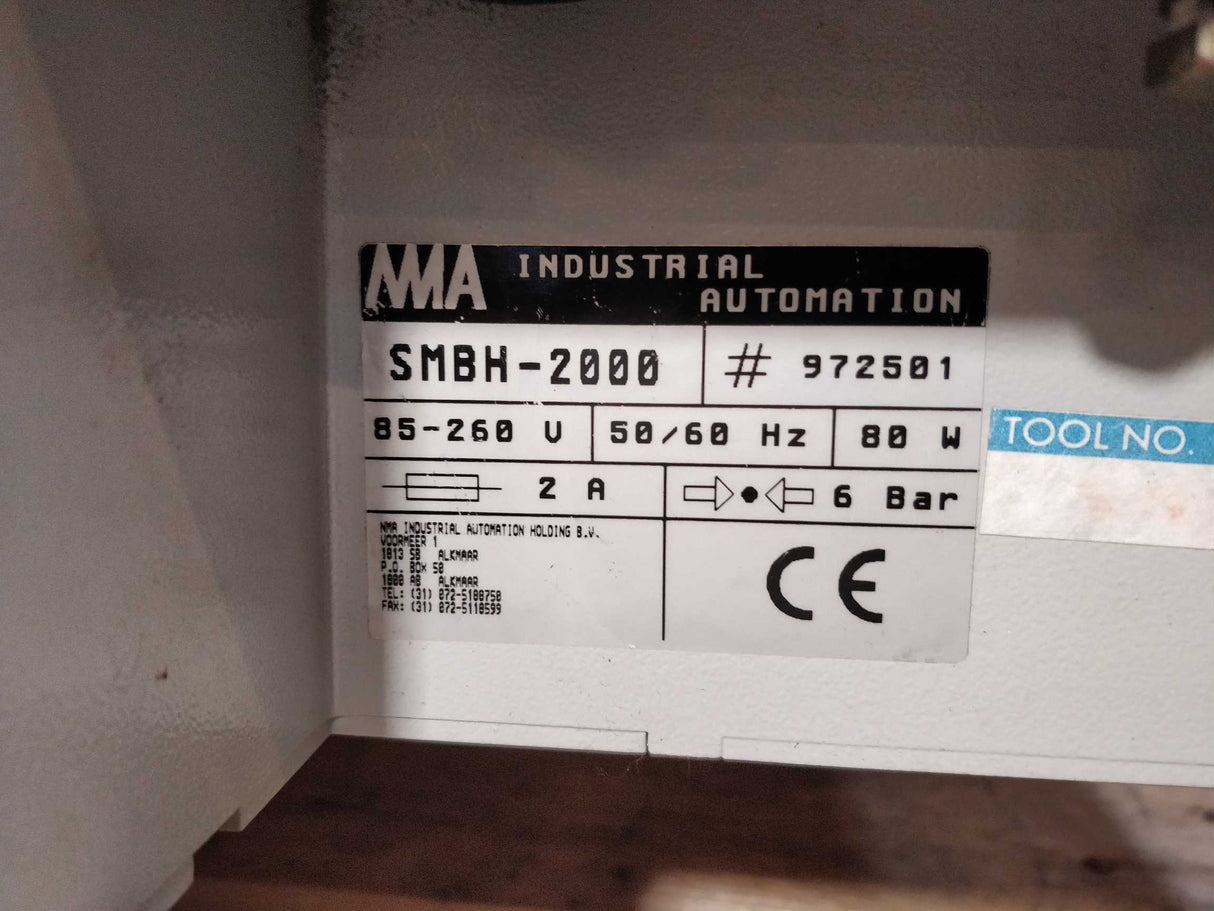 NMA INDUSTRIAL
AUTOMATION
SMBH-2000 # 972501
85-260 V 50/60 Hz 80 W
2 A 6 Bar
NMA INDUSTRIAL AUTOMATION HOLDING B.V.
VOORMEER 1
1813 SB ALKMAAR
P.O. BOX 50
1800 AB ALKMAAR
TEL: (31) 072-5188750
FAX: (31) 072-5118599
CE
TOOL NO.